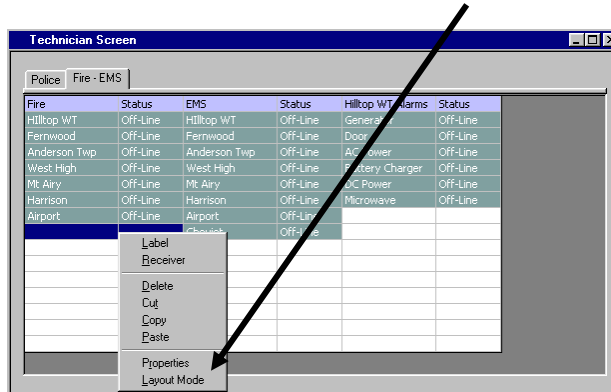 Technician Screen
Police Fire - EMS
Fire Status EMS Status Hilltop WT Alarms Status
HIlltop WT Off-Line HIlltop WT Off-Line Generator Off-Line
Fernwood Off-Line Fernwood Off-Line Door Off-Line
Anderson Twp Off-Line Anderson Twp Off-Line AC Power Off-Line
West High Off-Line West High Off-Line Battery Charger Off-Line
Mt Airy Off-Line Mt Airy Off-Line DC Power Off-Line
Harrison Off-Line Harrison Off-Line Microwave Off-Line
Airport Off-Line Airport Off-Line
Cheviot Off-Line
Label
Receiver
Delete
Cut
Copy
Paste
Properties
Layout Mode